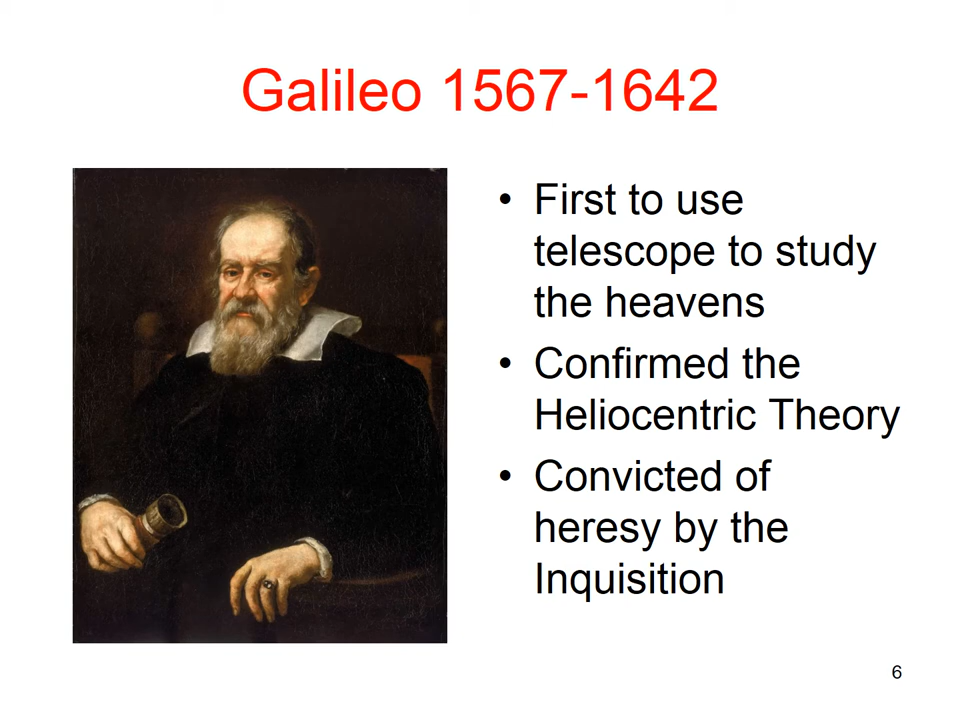 Galileo 1567-1642
• First to use
telescope to study
the heavens
• Confirmed the
Heliocentric Theory
• Convicted of
heresy by the
Inquisition
6